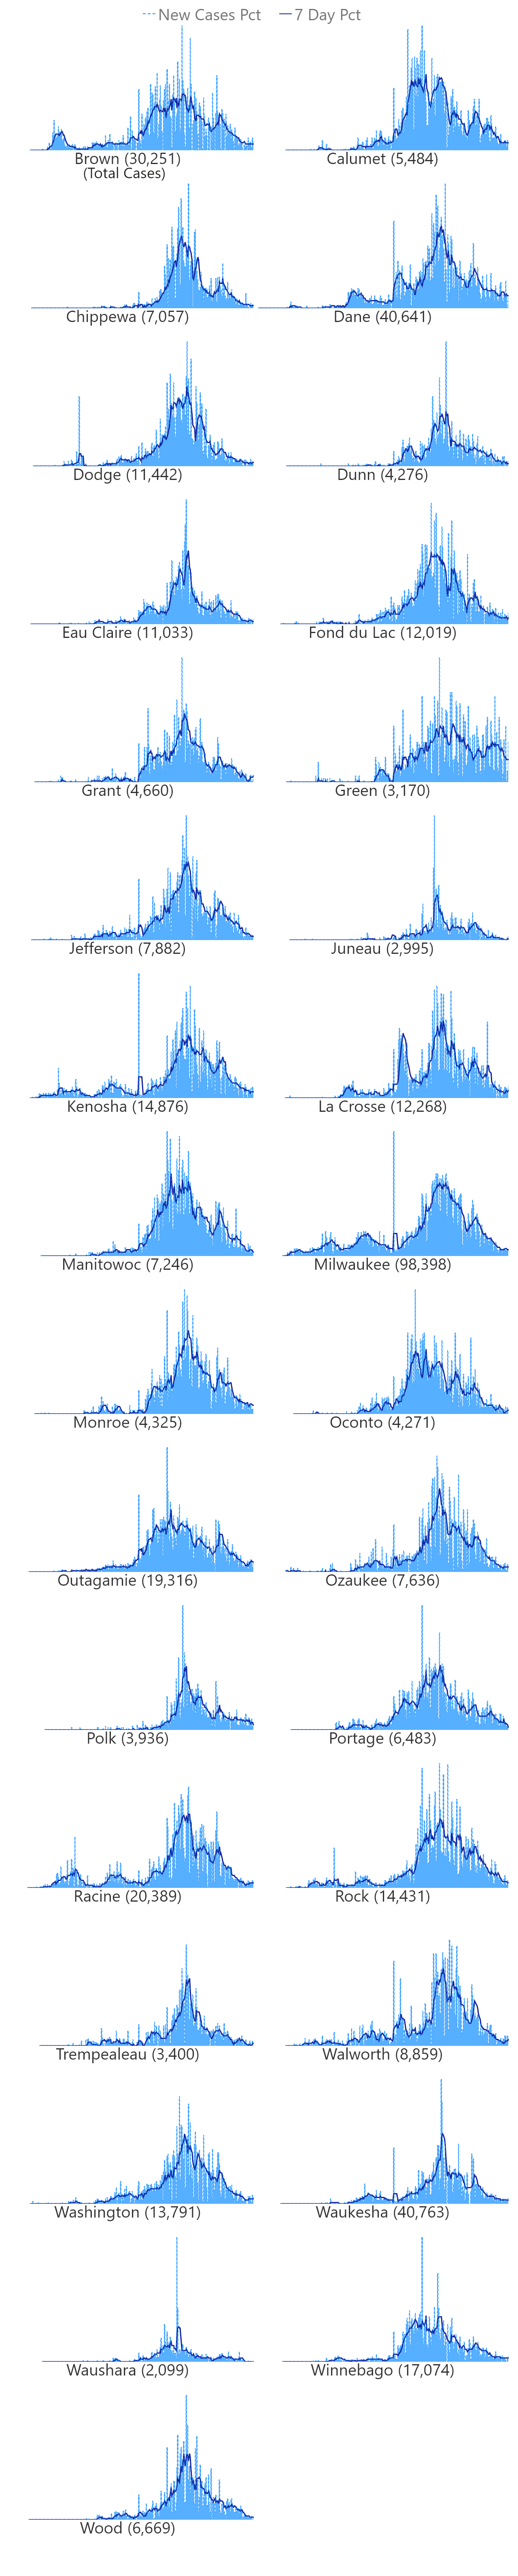 New Cases Pct 7 Day Pct
Brown (30,251)
(Total Cases)
Calumet (5,484)
Chippewa (7,057)
Dane (40,641)
Dodge (11,442)
Dunn (4,276)
Eau Claire (11,033)
Fond du Lac (12,019)
Grant (4,660)
Green (3,170)
Jefferson (7,882)
Juneau (2,995)
Kenosha (14,876)
La Crosse (12,268)
Manitowoc (7,246)
Milwaukee (98,398)
Monroe (4,325)
Oconto (4,271)
Outagamie (19,316)
Ozaukee (7,636)
Polk (3,936)
Portage (6,483)
Racine (20,389)
Rock (14,431)
Trempealeau (3,400)
Walworth (8,859)
Washington (13,791)
Waukesha (40,763)
Waushara (2,099)
Winnebago (17,074)
Wood (6,669)